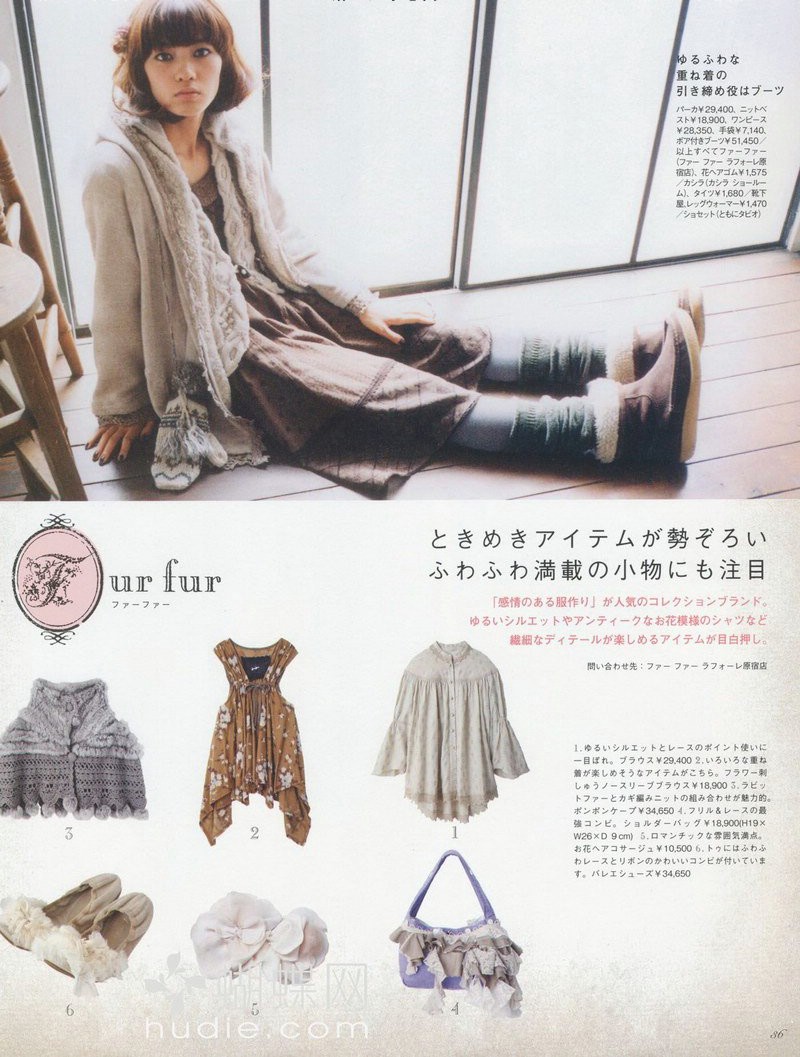 ゆるふわな
重ね着の
引き締め役はブーツ
パーカ¥29,400、ニットベ
スト¥18,900、ワンピース
¥28,350、手袋¥7,140、
ボア付きブーツ¥51,450／
以上すべてファーファー
(ファー ファー ラフォーレ原
宿店)、花ヘアゴム¥1,575
／カシラ(カシラ ショールー
ム)、タイツ¥1,680／靴下
屋、レッグウォーマー¥1,470
／ショセット(ともにタビオ)
Fur fur
ファーファー
ときめきアイテムが勢ぞろい
ふわふわ満載の小物にも注目
「感情のある服作り」が人気のコレクションブランド。
ゆるいシルエットやアンティークなお花模様のシャツなど
繊細なディテールが楽しめるアイテムが目白押し。
問い合わせ先：ファー ファー ラフォーレ原宿店
1.ゆるいシルエットとレースのポイント使いに
一目ぼれ。ブラウス¥29,400 2.いろいろな重ね
着が楽しめそうなアイテムがこちら。フラワー刺
しゅうノースリーブブラウス¥18,900 3.ラビッ
トファーとカギ編みニットの組み合わせが魅力的。
ポンポンケープ¥34,650 4.フリル&レースの最
強コンビ。ショルダーバッグ¥18,900(H19×
W26×D 9cm) 5.ロマンチックな雰囲気満点。
お花ヘアコサージュ¥10,500 6.トゥにはふわふ
わレースとリボンのかわいいコンビが付いていま
す。バレエシューズ¥34,650
3
2
1
6
5
4
蝴蝶网
hudie.com
36